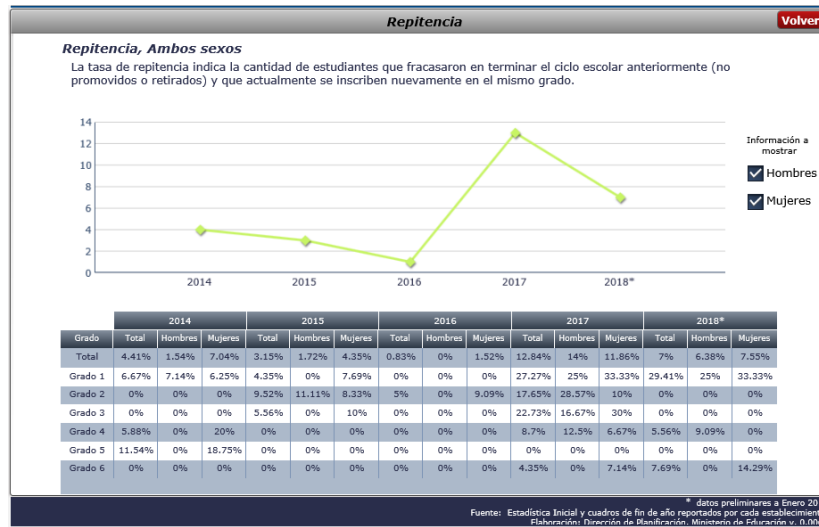 Repitencia
Volver
Repitencia, Ambos sexos
La tasa de repitencia indica la cantidad de estudiantes que fracasaron en terminar el ciclo escolar anteriormente (no
promovidos o retirados) y que actualmente se inscriben nuevamente en el mismo grado.
14
12
10
8
6
4
2
0
2014 2015 2016 2017 2018*
Información a
mostrar
Hombres
Mujeres
2014 2015 2016 2017 2018*
Grado Total Hombres Mujeres Total Hombres Mujeres Total Hombres Mujeres Total Hombres Mujeres Total Hombres Mujeres
Total 4.41% 1.54% 7.04% 3.15% 1.72% 4.35% 0.83% 0% 1.52% 12.84% 14% 11.86% 7% 6.38% 7.55%
Grado 1 6.67% 7.14% 6.25% 4.35% 0% 7.69% 0% 0% 0% 27.27% 25% 33.33% 29.41% 25% 33.33%
Grado 2 0% 0% 0% 9.52% 11.11% 8.33% 5% 0% 9.09% 17.65% 28.57% 10% 0% 0% 0%
Grado 3 0% 0% 0% 5.56% 0% 10% 0% 0% 0% 22.73% 16.67% 30% 0% 0% 0%
Grado 4 5.88% 0% 20% 0% 0% 0% 0% 0% 0% 8.7% 12.5% 6.67% 5.56% 9.09% 0%
Grado 5 11.54% 0% 18.75% 0% 0% 0% 0% 0% 0% 0% 0% 0% 0% 0% 0%
Grado 6 0% 0% 0% 0% 0% 0% 0% 0% 0% 4.35% 0% 7.14% 7.69% 0% 14.29%
* datos preliminares a Enero 20
Fuente: Estadística Inicial y cuadros de fin de año reportados por cada establecimient
Elaboración: Dirección de Planificación, Ministerio de Educación v. 0.00